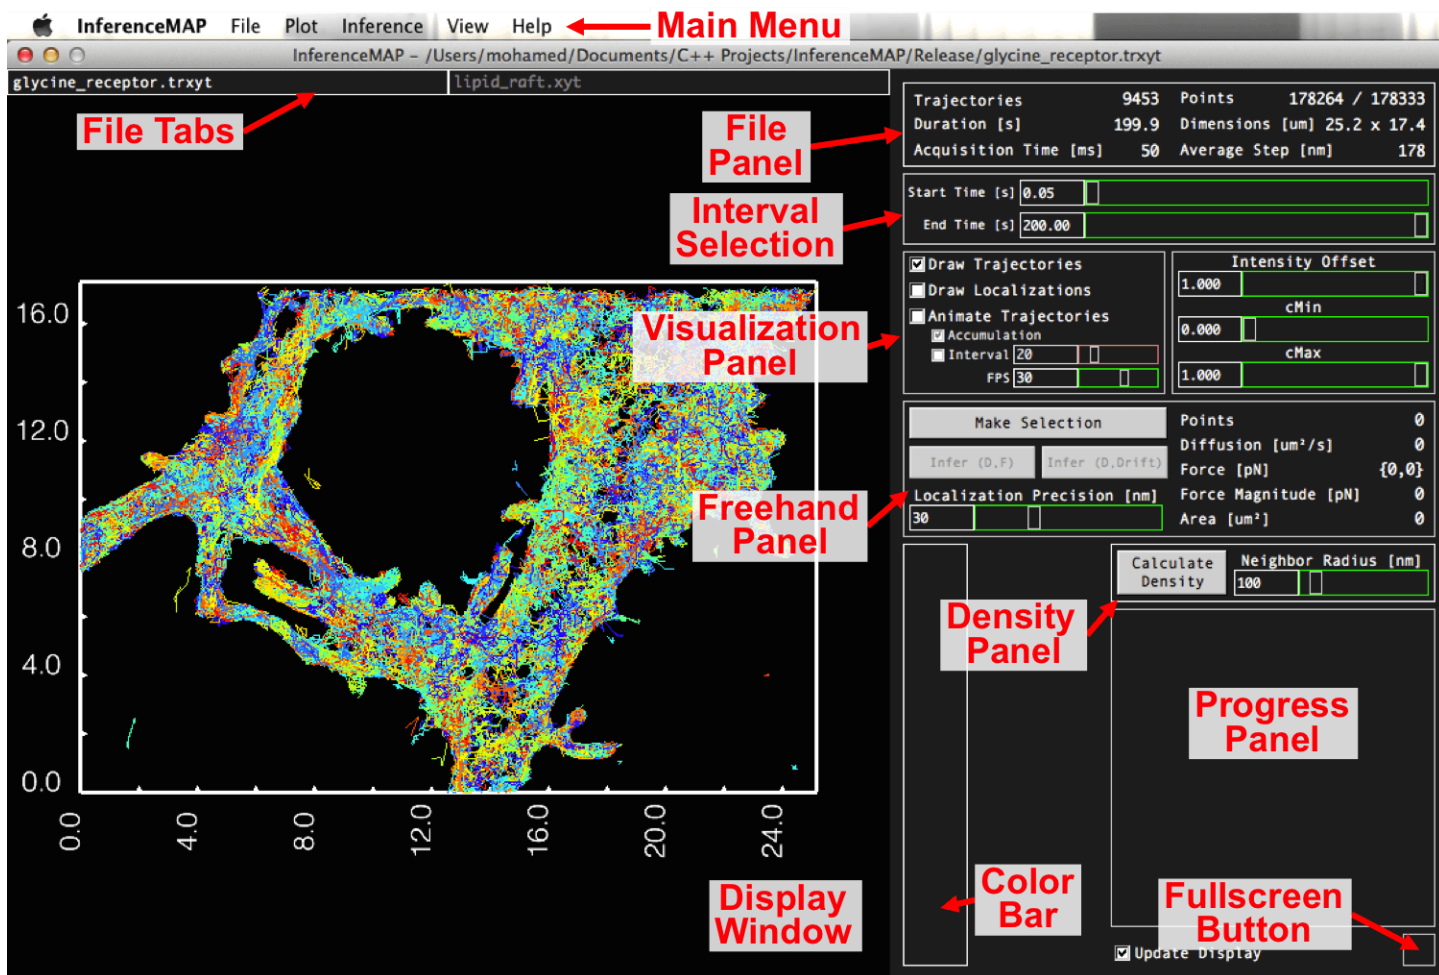 InferenceMAP File Plot Inference View Help
Main Menu
InferenceMAP – /Users/mohamed/Documents/C++ Projects/InferenceMAP/Release/glycine_receptor.trxyt
glycine_receptor.trxyt
lipid_raft.xyt
File Tabs
File
Panel
Trajectories 9453 Points 178264 / 178333
Duration [s] 199.9 Dimensions [um] 25.2 x 17.4
Acquisition Time [ms] 50 Average Step [nm] 178
Interval
Selection
Start Time [s] 0.05
End Time [s] 200.00
Visualization
Panel
Draw Trajectories
Draw Localizations
Animate Trajectories
Accumulation
Interval 20
FPS 30
Intensity Offset
1.000
cMin
0.000
cMax
1.000
Freehand
Panel
Make Selection
Infer (D,F) Infer (D,Drift)
Localization Precision [nm]
30
Points 0
Diffusion [um²/s] 0
Force [pN] {0,0}
Force Magnitude [pN] 0
Area [um²] 0
Calculate
Density
Neighbor Radius [nm]
100
Density
Panel
Progress
Panel
16.0
12.0
8.0
4.0
0.0
0.0 4.0 8.0 12.0 16.0 20.0 24.0
Display
Window
Color
Bar
Fullscreen
Button
Update Display